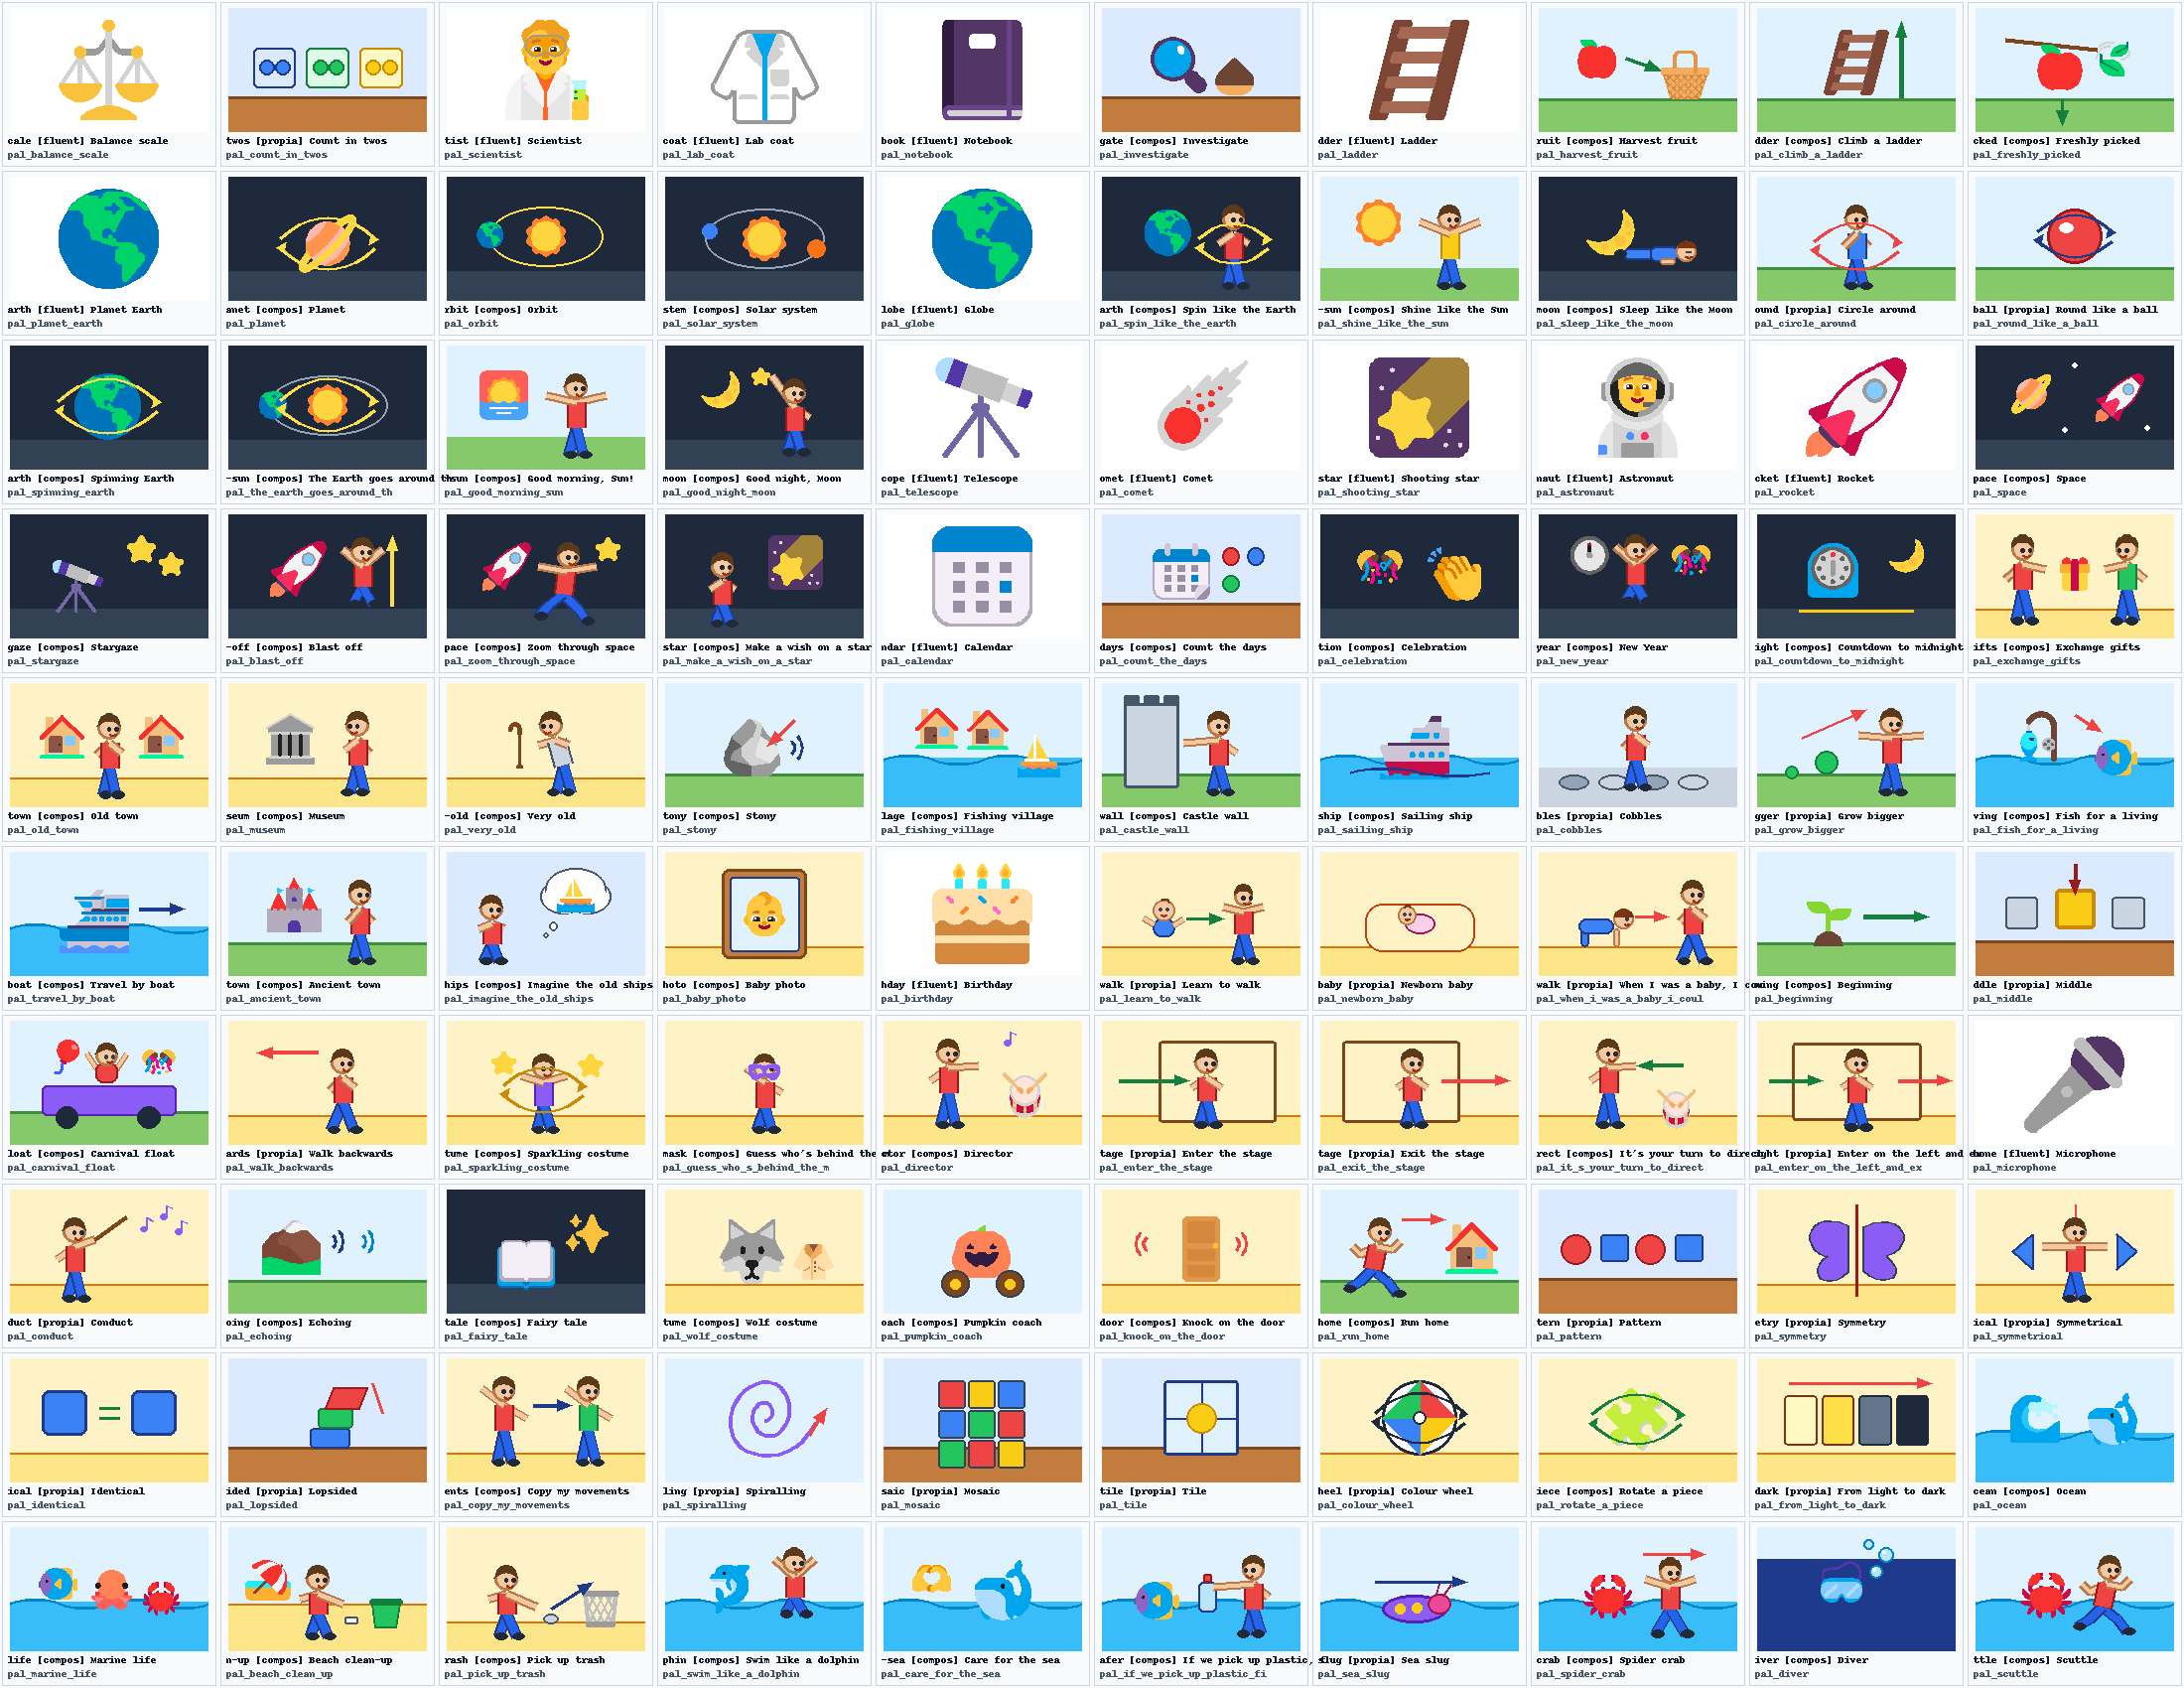 cale [fluent] Balance scale
pal_balance_scale
twos [propia] Count in twos
pal_count_in_twos
tist [fluent] Scientist
pal_scientist
coat [fluent] Lab coat
pal_lab_coat
book [fluent] Notebook
pal_notebook
gate [compos] Investigate
pal_investigate
dder [fluent] Ladder
pal_ladder
ruit [compos] Harvest fruit
pal_harvest_fruit
dder [compos] Climb a ladder
pal_climb_a_ladder
cked [compos] Freshly picked
pal_freshly_picked
arth [fluent] Planet Earth
pal_planet_earth
anet [compos] Planet
pal_planet
rbit [compos] Orbit
pal_orbit
stem [compos] Solar system
pal_solar_system
lobe [fluent] Globe
pal_globe
arth [compos] Spin like the Earth
pal_spin_like_the_earth
-sun [compos] Shine like the Sun
pal_shine_like_the_sun
moon [compos] Sleep like the Moon
pal_sleep_like_the_moon
ound [propia] Circle around
pal_circle_around
ball [propia] Round like a ball
pal_round_like_a_ball
arth [compos] Spinning Earth
pal_spinning_earth
-sun [compos] The Earth goes around
pal_the_earth_goes_around_th
[compos] Good morning, Sun!
pal_good_morning_sun
moon [compos] Good night, Moon
pal_good_night_moon
cope [fluent] Telescope
pal_telescope
omet [fluent] Comet
pal_comet
star [fluent] Shooting star
pal_shooting_star
naut [fluent] Astronaut
pal_astronaut
cket [fluent] Rocket
pal_rocket
pace [compos] Space
pal_space
gaze [compos] Stargaze
pal_stargaze
-off [compos] Blast off
pal_blast_off
pace [compos] Zoom through space
pal_zoom_through_space
star [compos] Make a wish on a star
pal_make_a_wish_on_a_star
ndar [fluent] Calendar
pal_calendar
days [compos] Count the days
pal_count_the_days
tion [compos] Celebration
pal_celebration
year [compos] New Year
pal_new_year
ight [compos] Countdown to midnight
pal_countdown_to_midnight
ifts [compos] Exchange gifts
pal_exchange_gifts
town [compos] Old town
pal_old_town
seum [compos] Museum
pal_museum
-old [compos] Very old
pal_very_old
tony [compos] Stony
pal_stony
lage [compos] Fishing village
pal_fishing_village
wall [compos] Castle wall
pal_castle_wall
ship [compos] Sailing ship
pal_sailing_ship
bles [propia] Cobbles
pal_cobbles
gger [propia] Grow bigger
pal_grow_bigger
ving [compos] Fish for a living
pal_fish_for_a_living
boat [compos] Travel by boat
pal_travel_by_boat
town [compos] Ancient town
pal_ancient_town
hips [compos] Imagine the old ships
pal_imagine_the_old_ships
hoto [compos] Baby photo
pal_baby_photo
hday [fluent] Birthday
pal_birthday
walk [propia] Learn to walk
pal_learn_to_walk
baby [propia] Newborn baby
pal_newborn_baby
walk [propia] When I was a baby, I
pal_when_i_was_a_baby_i_coul
[compos] Beginning
pal_beginning
ddle [propia] Middle
pal_middle
loat [compos] Carnival float
pal_carnival_float
ards [propia] Walk backwards
pal_walk_backwards
tume [compos] Sparkling costume
pal_sparkling_costume
mask [compos] Guess who's behind the
pal_guess_who_s_behind_the_m
[compos] Director
pal_director
tage [propia] Enter the stage
pal_enter_the_stage
tage [propia] Exit the stage
pal_exit_the_stage
rect [compos] It's your turn to
pal_it_s_your_turn_to_direct
[propia] Enter on the left and
pal_enter_on_the_left_and_ex
[fluent] Microphone
pal_microphone
duct [propia] Conduct
pal_conduct
oing [compos] Echoing
pal_echoing
tale [compos] Fairy tale
pal_fairy_tale
tume [compos] Wolf costume
pal_wolf_costume
oach [compos] Pumpkin coach
pal_pumpkin_coach
door [compos] Knock on the door
pal_knock_on_the_door
home [compos] Run home
pal_run_home
tern [propia] Pattern
pal_pattern
etry [propia] Symmetry
pal_symmetry
ical [propia] Symmetrical
pal_symmetrical
ical [propia] Identical
pal_identical
ided [propia] Lopsided
pal_lopsided
ents [compos] Copy my movements
pal_copy_my_movements
ling [propia] Spiralling
pal_spiralling
saic [propia] Mosaic
pal_mosaic
tile [propia] Tile
pal_tile
heel [propia] Colour wheel
pal_colour_wheel
iece [compos] Rotate a piece
pal_rotate_a_piece
dark [propia] From light to dark
pal_from_light_to_dark
cean [compos] Ocean
pal_ocean
life [compos] Marine life
pal_marine_life
n-up [compos] Beach clean-up
pal_beach_clean_up
rash [compos] Pick up trash
pal_pick_up_trash
phin [compos] Swim like a dolphin
pal_swim_like_a_dolphin
-sea [compos] Care for the sea
pal_care_for_the_sea
afer [compos] If we pick up plastic,
pal_if_we_pick_up_plastic_fi
slug [propia] Sea slug
pal_sea_slug
crab [compos] Spider crab
pal_spider_crab
iver [compos] Diver
pal_diver
ttle [compos] Scuttle
pal_scuttle